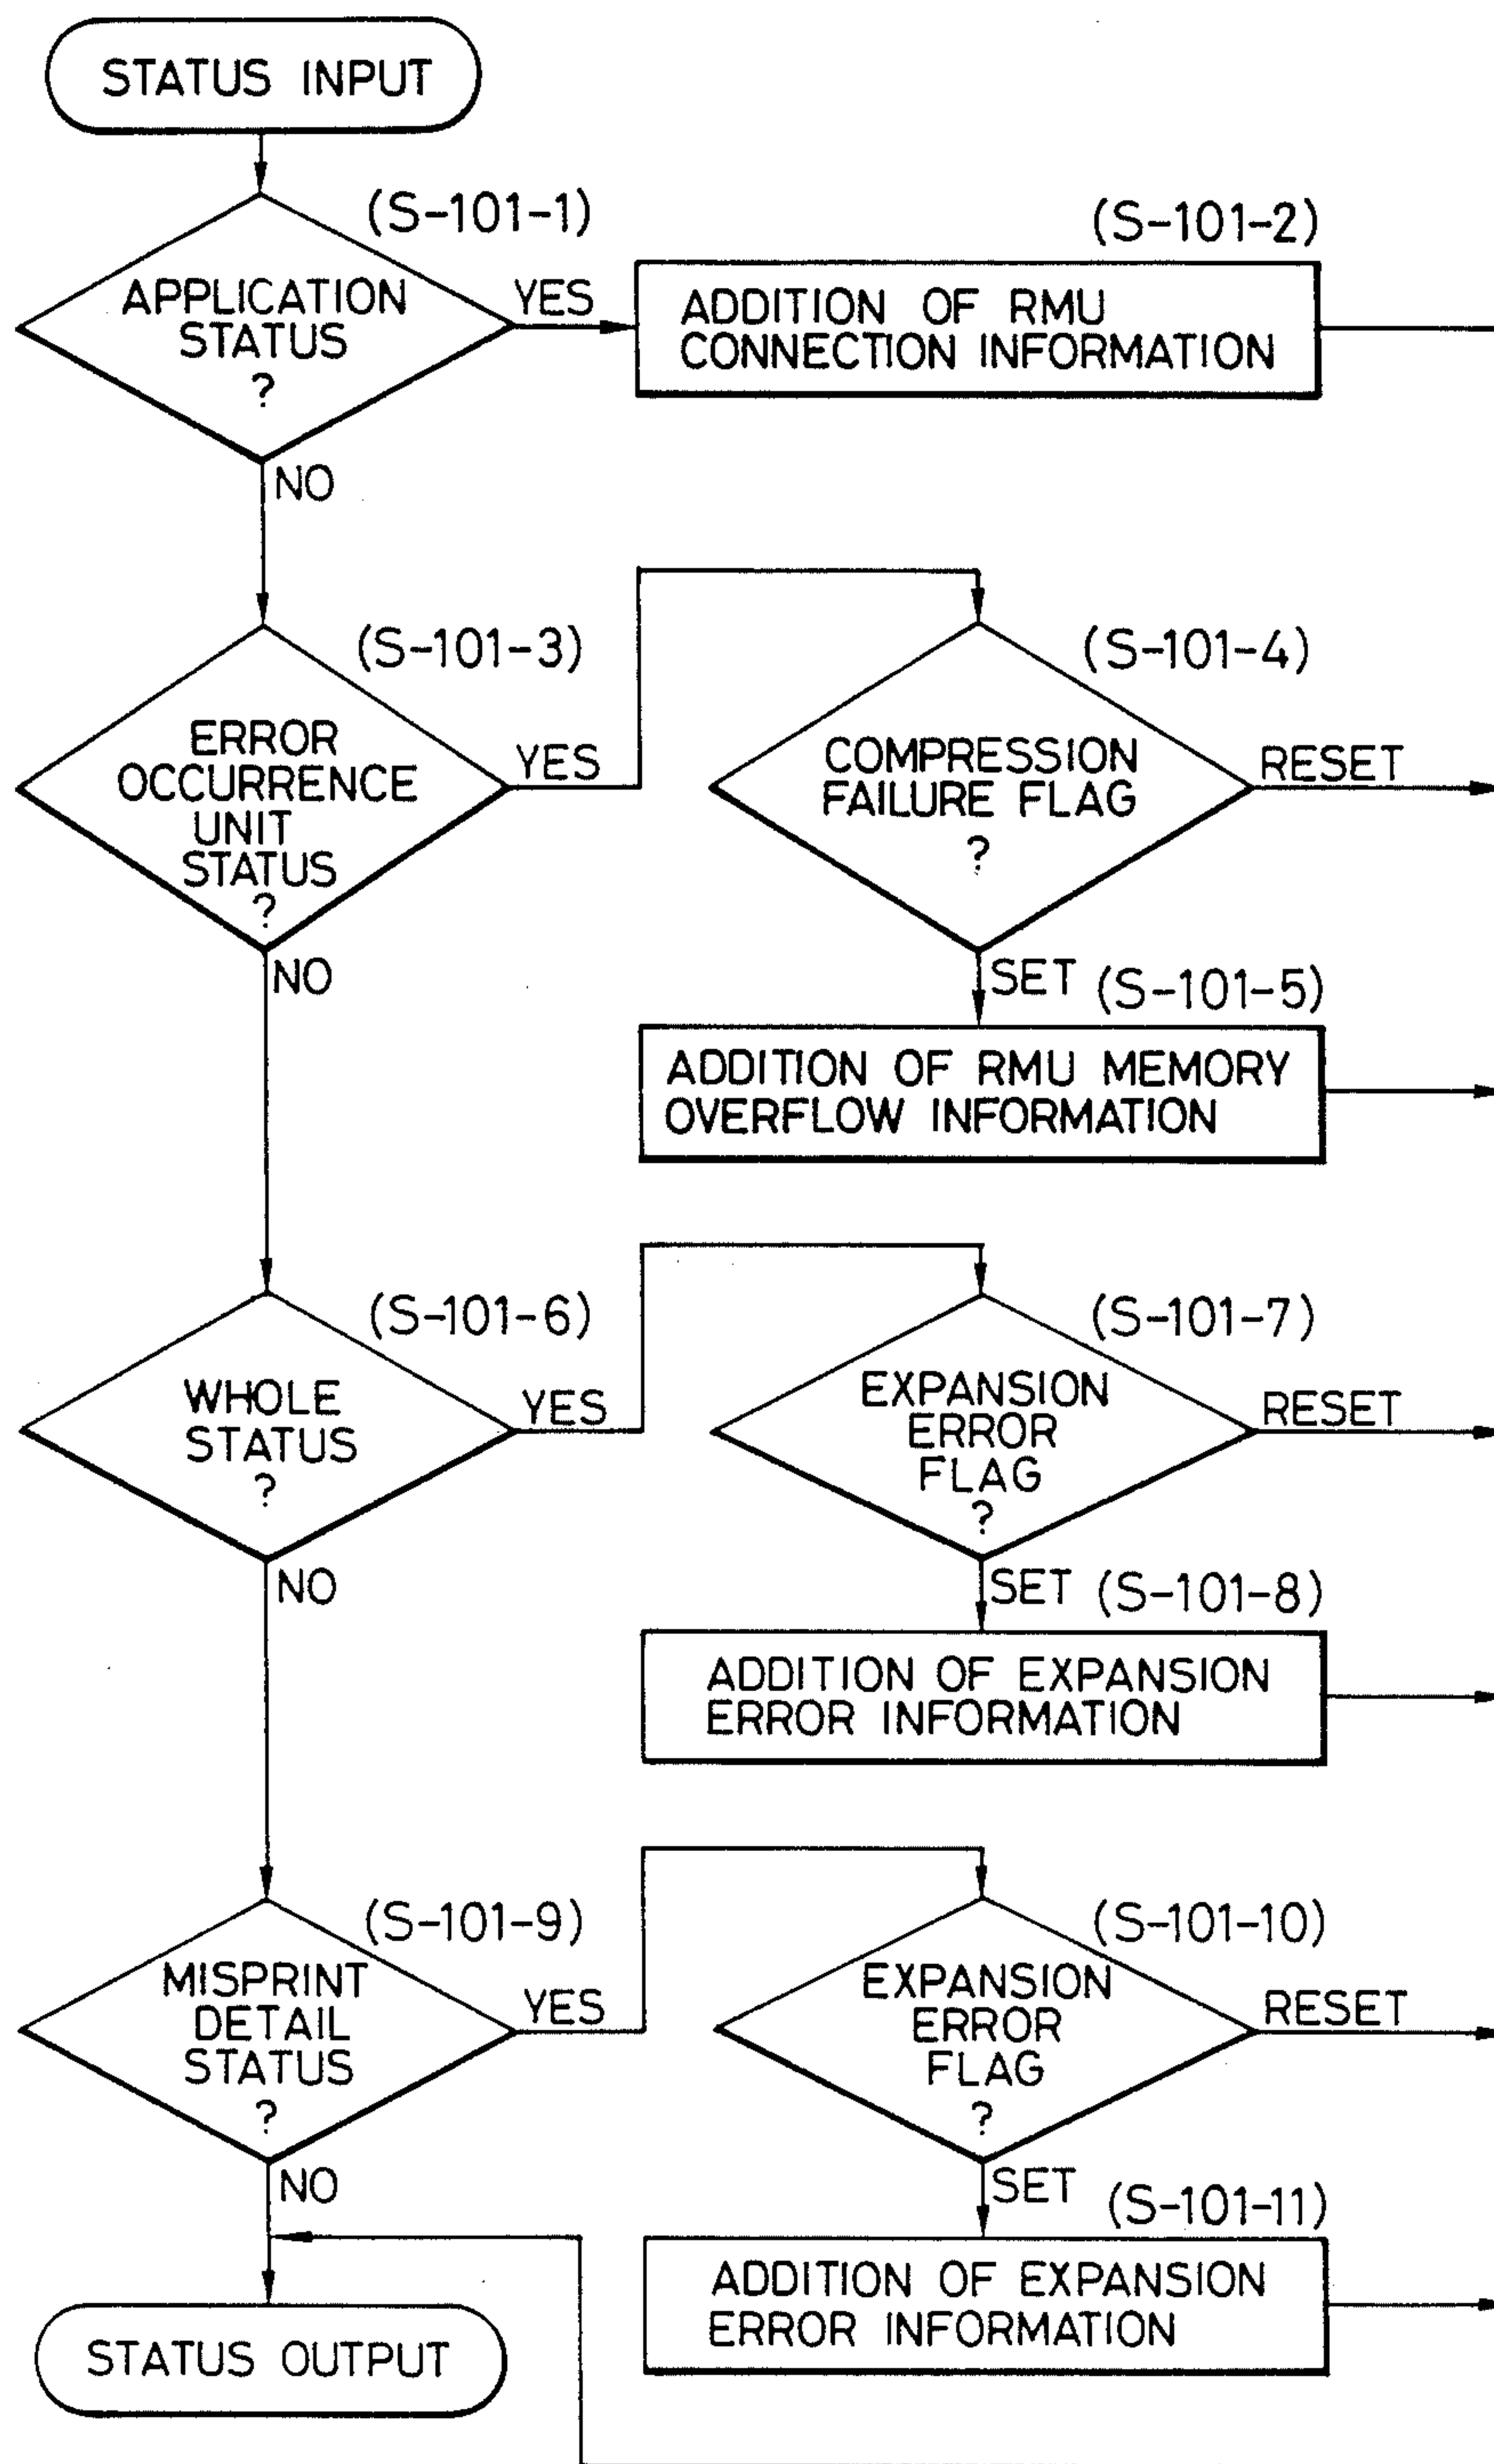 STATUS INPUT
(S-101-1)
APPLICATION
STATUS
?
YES
NO
(S-101-2)
ADDITION OF RMU
CONNECTION INFORMATION
(S-101-3)
ERROR
OCCURRENCE
UNIT
STATUS
?
YES
NO
(S-101-4)
COMPRESSION
FAILURE FLAG
?
RESET
SET
(S-101-5)
ADDITION OF RMU MEMORY
OVERFLOW INFORMATION
(S-101-6)
WHOLE
STATUS
?
YES
NO
(S-101-7)
EXPANSION
ERROR
FLAG
?
RESET
SET
(S-101-8)
ADDITION OF EXPANSION
ERROR INFORMATION
(S-101-9)
MISPRINT
DETAIL
STATUS
?
YES
NO
(S-101-10)
EXPANSION
ERROR
FLAG
?
RESET
SET
(S-101-11)
ADDITION OF EXPANSION
ERROR INFORMATION
STATUS OUTPUT